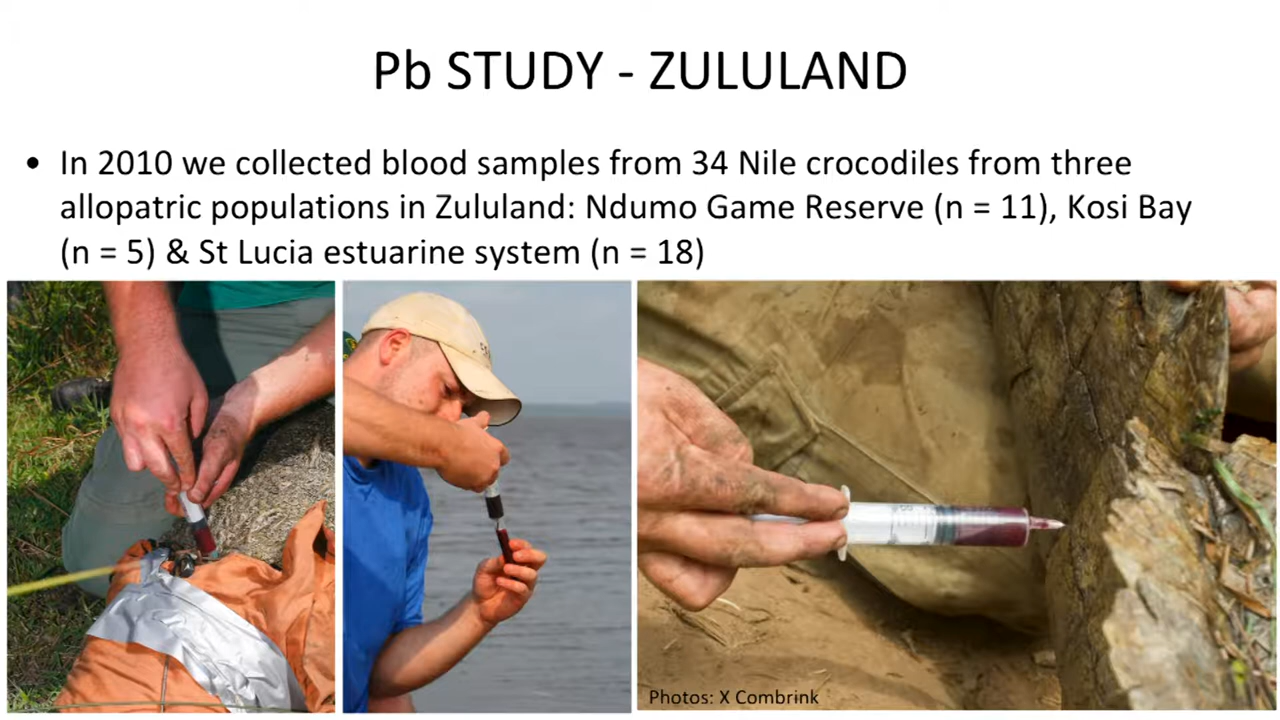 Pb STUDY - ZULULAND
• In 2010 we collected blood samples from 34 Nile crocodiles from three
allopatric populations in Zululand: Ndumo Game Reserve (n = 11), Kosi Bay
(n = 5) & St Lucia estuarine system (n = 18)
Photos: X Combrink